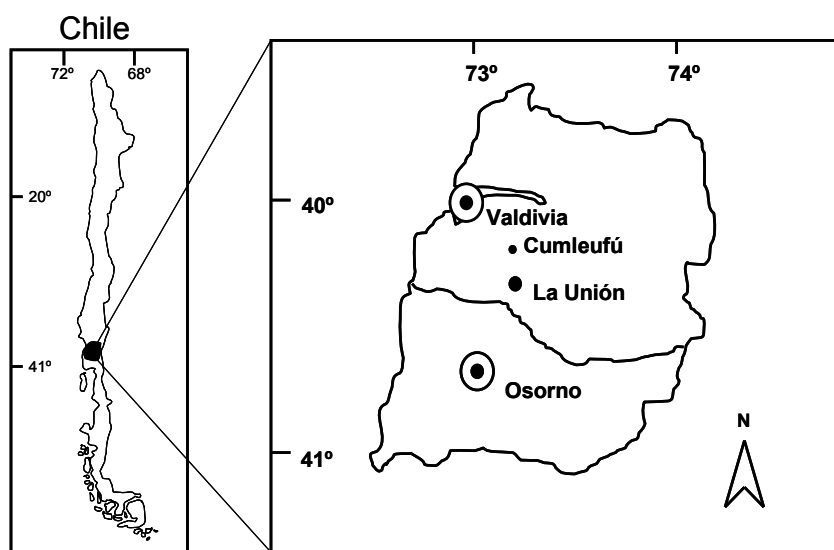 Chile
72º 68º
20º
41º
73º 74º
40º
Valdivia
Cumleufú
La Unión
Osorno
41º
N